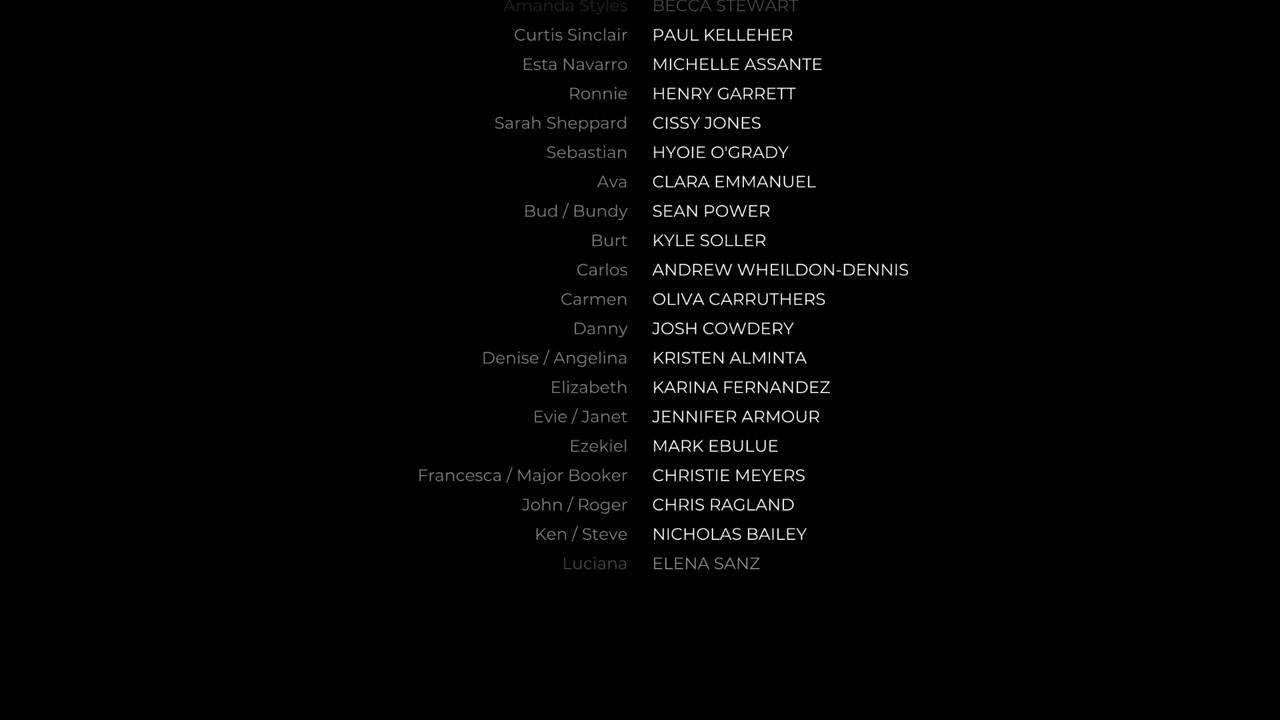 Amanda Styles BECCA STEWART
Curtis Sinclair PAUL KELLEHER
Esta Navarro MICHELLE ASSANTE
Ronnie HENRY GARRETT
Sarah Sheppard CISSY JONES
Sebastian HYOIE O'GRADY
Ava CLARA EMMANUEL
Bud / Bundy SEAN POWER
Burt KYLE SOLLER
Carlos ANDREW WHEILDON-DENNIS
Carmen OLIVA CARRUTHERS
Danny JOSH COWDERY
Denise / Angelina KRISTEN ALMINTA
Elizabeth KARINA FERNANDEZ
Evie / Janet JENNIFER ARMOUR
Ezekiel MARK EBULUE
Francesca / Major Booker CHRISTIE MEYERS
John / Roger CHRIS RAGLAND
Ken / Steve NICHOLAS BAILEY
Luciana ELENA SANZ